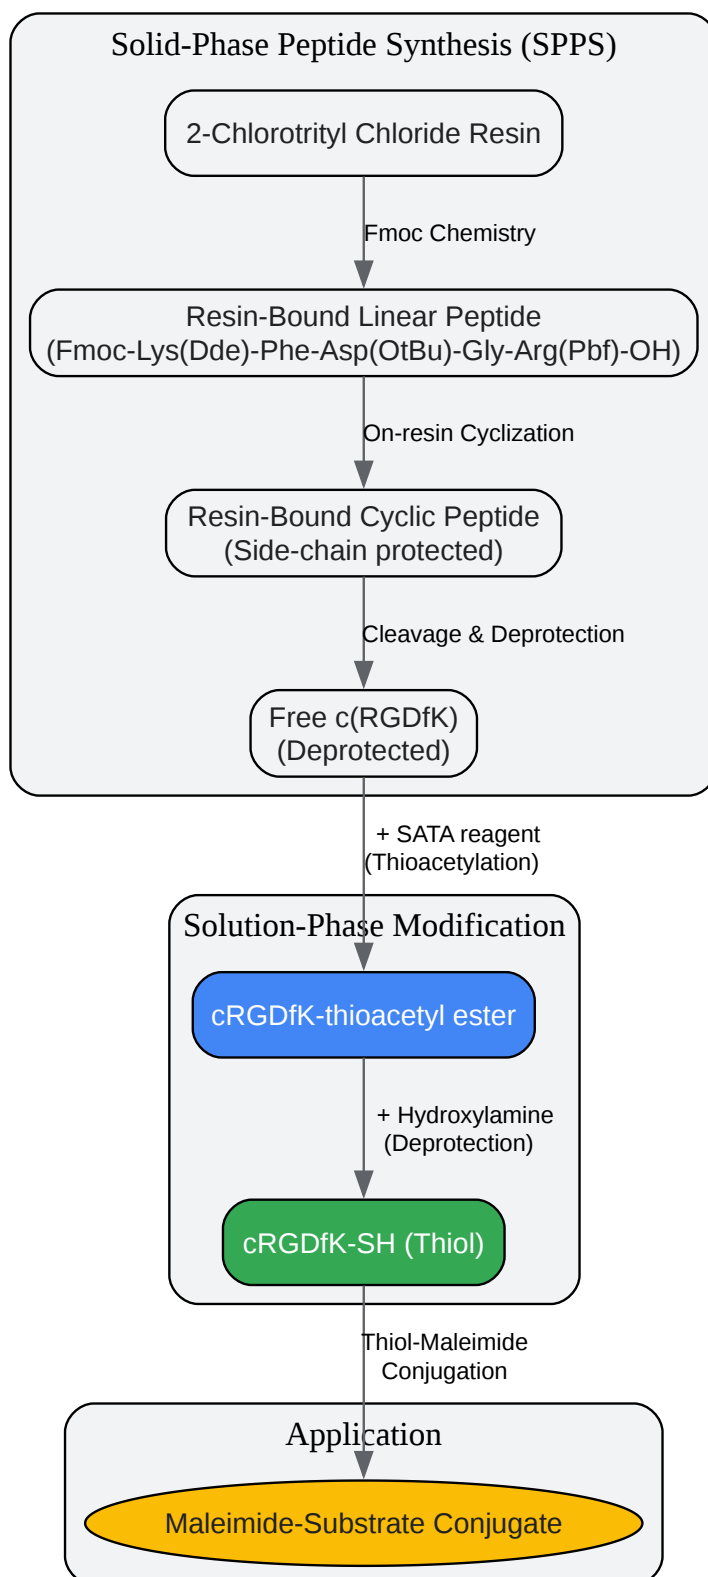 Solid-Phase Peptide Synthesis (SPPS)
2-Chlorotrityl Chloride Resin
Fmoc Chemistry
Resin-Bound Linear Peptide
(Fmoc-Lys(Dde)-Phe-Asp(OtBu)-Gly-Arg(Pbf)-OH)
On-resin Cyclization
Resin-Bound Cyclic Peptide
(Side-chain protected)
Cleavage & Deprotection
Free c(RGDfK)
(Deprotected)
+ SATA reagent
(Thioacetylation)
Solution-Phase Modification
cRGDfK-thioacetyl ester
+ Hydroxylamine
(Deprotection)
cRGDfK-SH (Thiol)
Thiol-Maleimide
Conjugation
Application
Maleimide-Substrate Conjugate